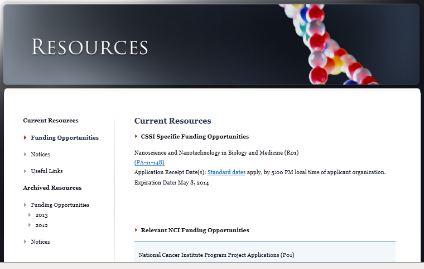 RESOURCES
Current Resources
Funding Opportunities
Notices
Useful Links
Archived Resources
Funding Opportunities
2013
2012
Notices
Current Resources
CSSI Specific Funding Opportunities
Nanoscience and Nanotechnology in Biology and Medicine (R01)
(PA-11-148)
Application Receipt Date(s): Standard dates apply, by 5:00 PM local time of applicant organization.
Expiration Date: May 8, 2014
Relevant NCI Funding Opportunities
National Cancer Institute Program Project Applications (P01)